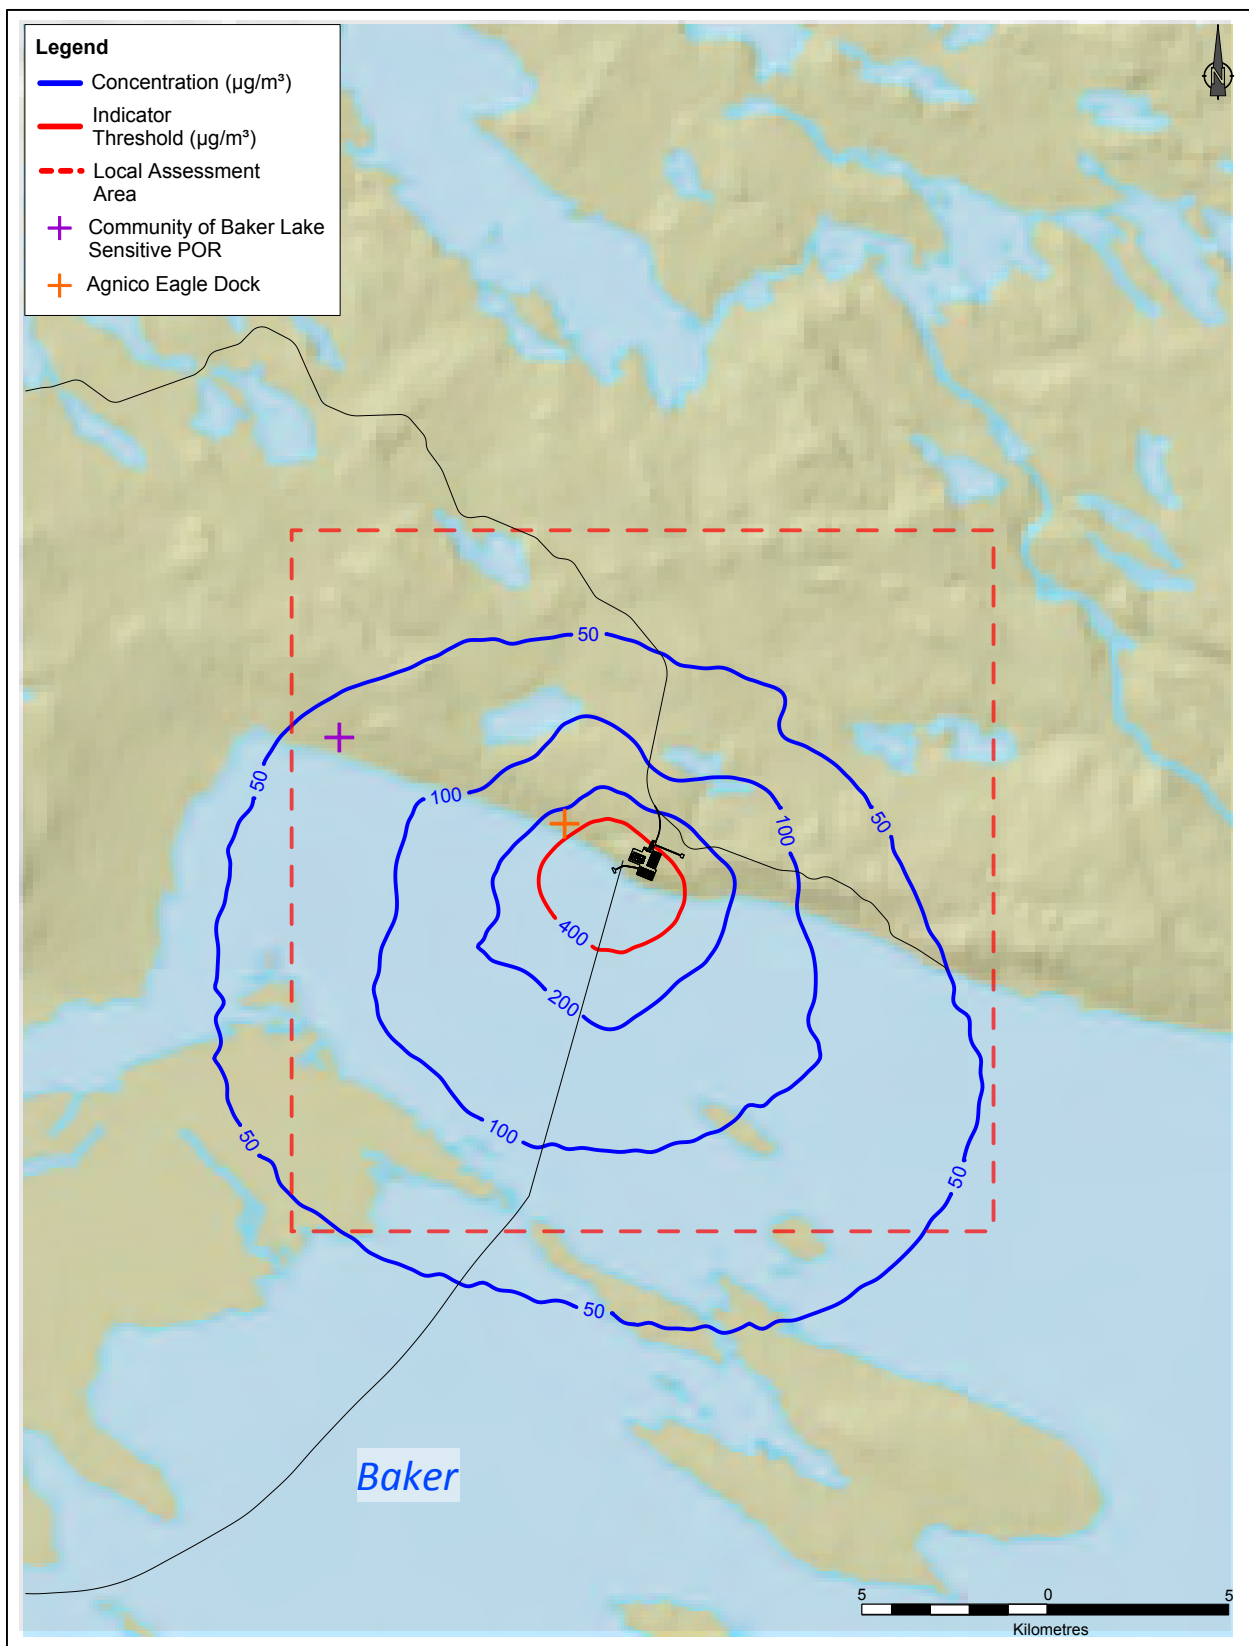 Legend
Concentration (µg/m³)
Indicator
Threshold (µg/m³)
Local Assessment
Area
Community of Baker Lake
Sensitive POR
Agnico Eagle Dock
N
50
50
100
100
50
400
200
100
50
50
50
Baker
5 0 5
Kilometres